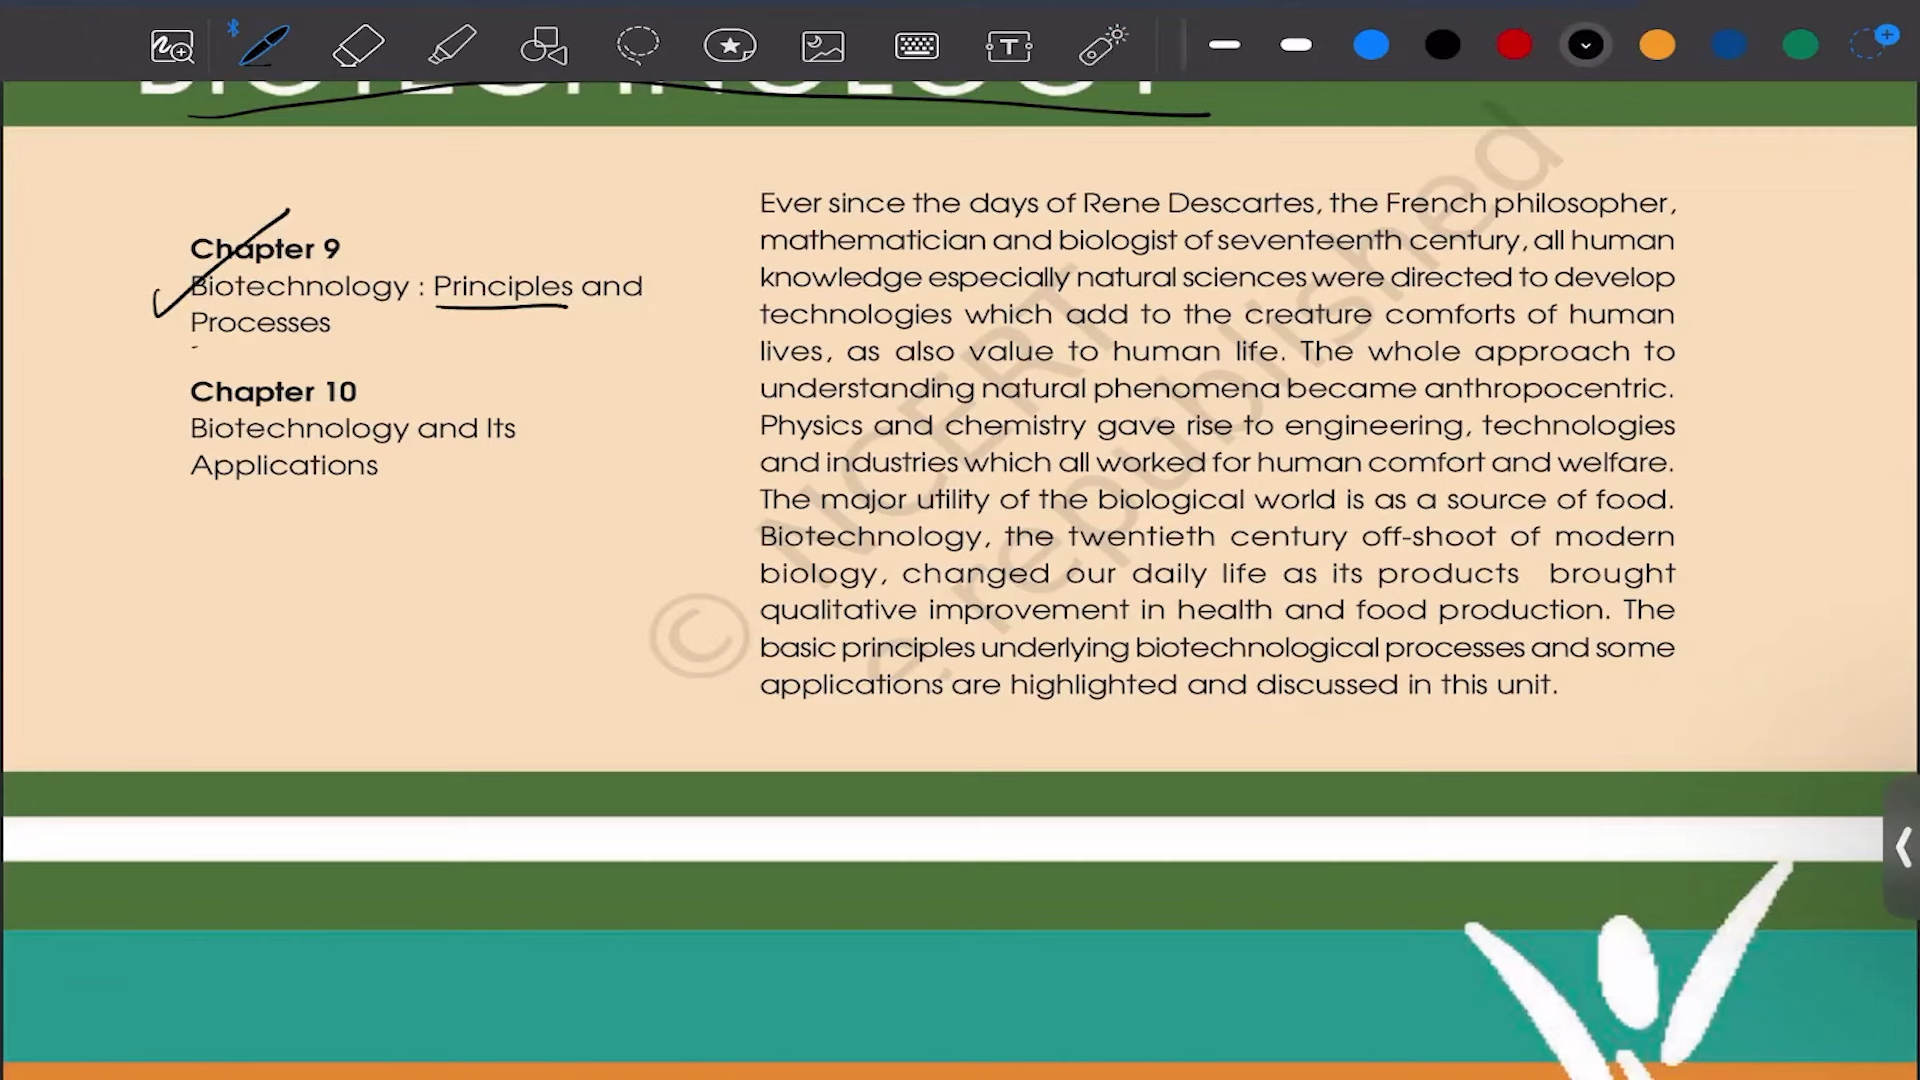 BIOTECHNOLOGY
Chapter 9
Biotechnology : Principles and
Processes
Chapter 10
Biotechnology and Its
Applications
Ever since the days of Rene Descartes, the French philosopher,
mathematician and biologist of seventeenth century, all human
knowledge especially natural sciences were directed to develop
technologies which add to the creature comforts of human
lives, as also value to human life. The whole approach to
understanding natural phenomena became anthropocentric.
Physics and chemistry gave rise to engineering, technologies
and industries which all worked for human comfort and welfare.
The major utility of the biological world is as a source of food.
Biotechnology, the twentieth century off-shoot of modern
biology, changed our daily life as its products brought
qualitative improvement in health and food production. The
basic principles underlying biotechnological processes and some
applications are highlighted and discussed in this unit.
© NCERT
e republished